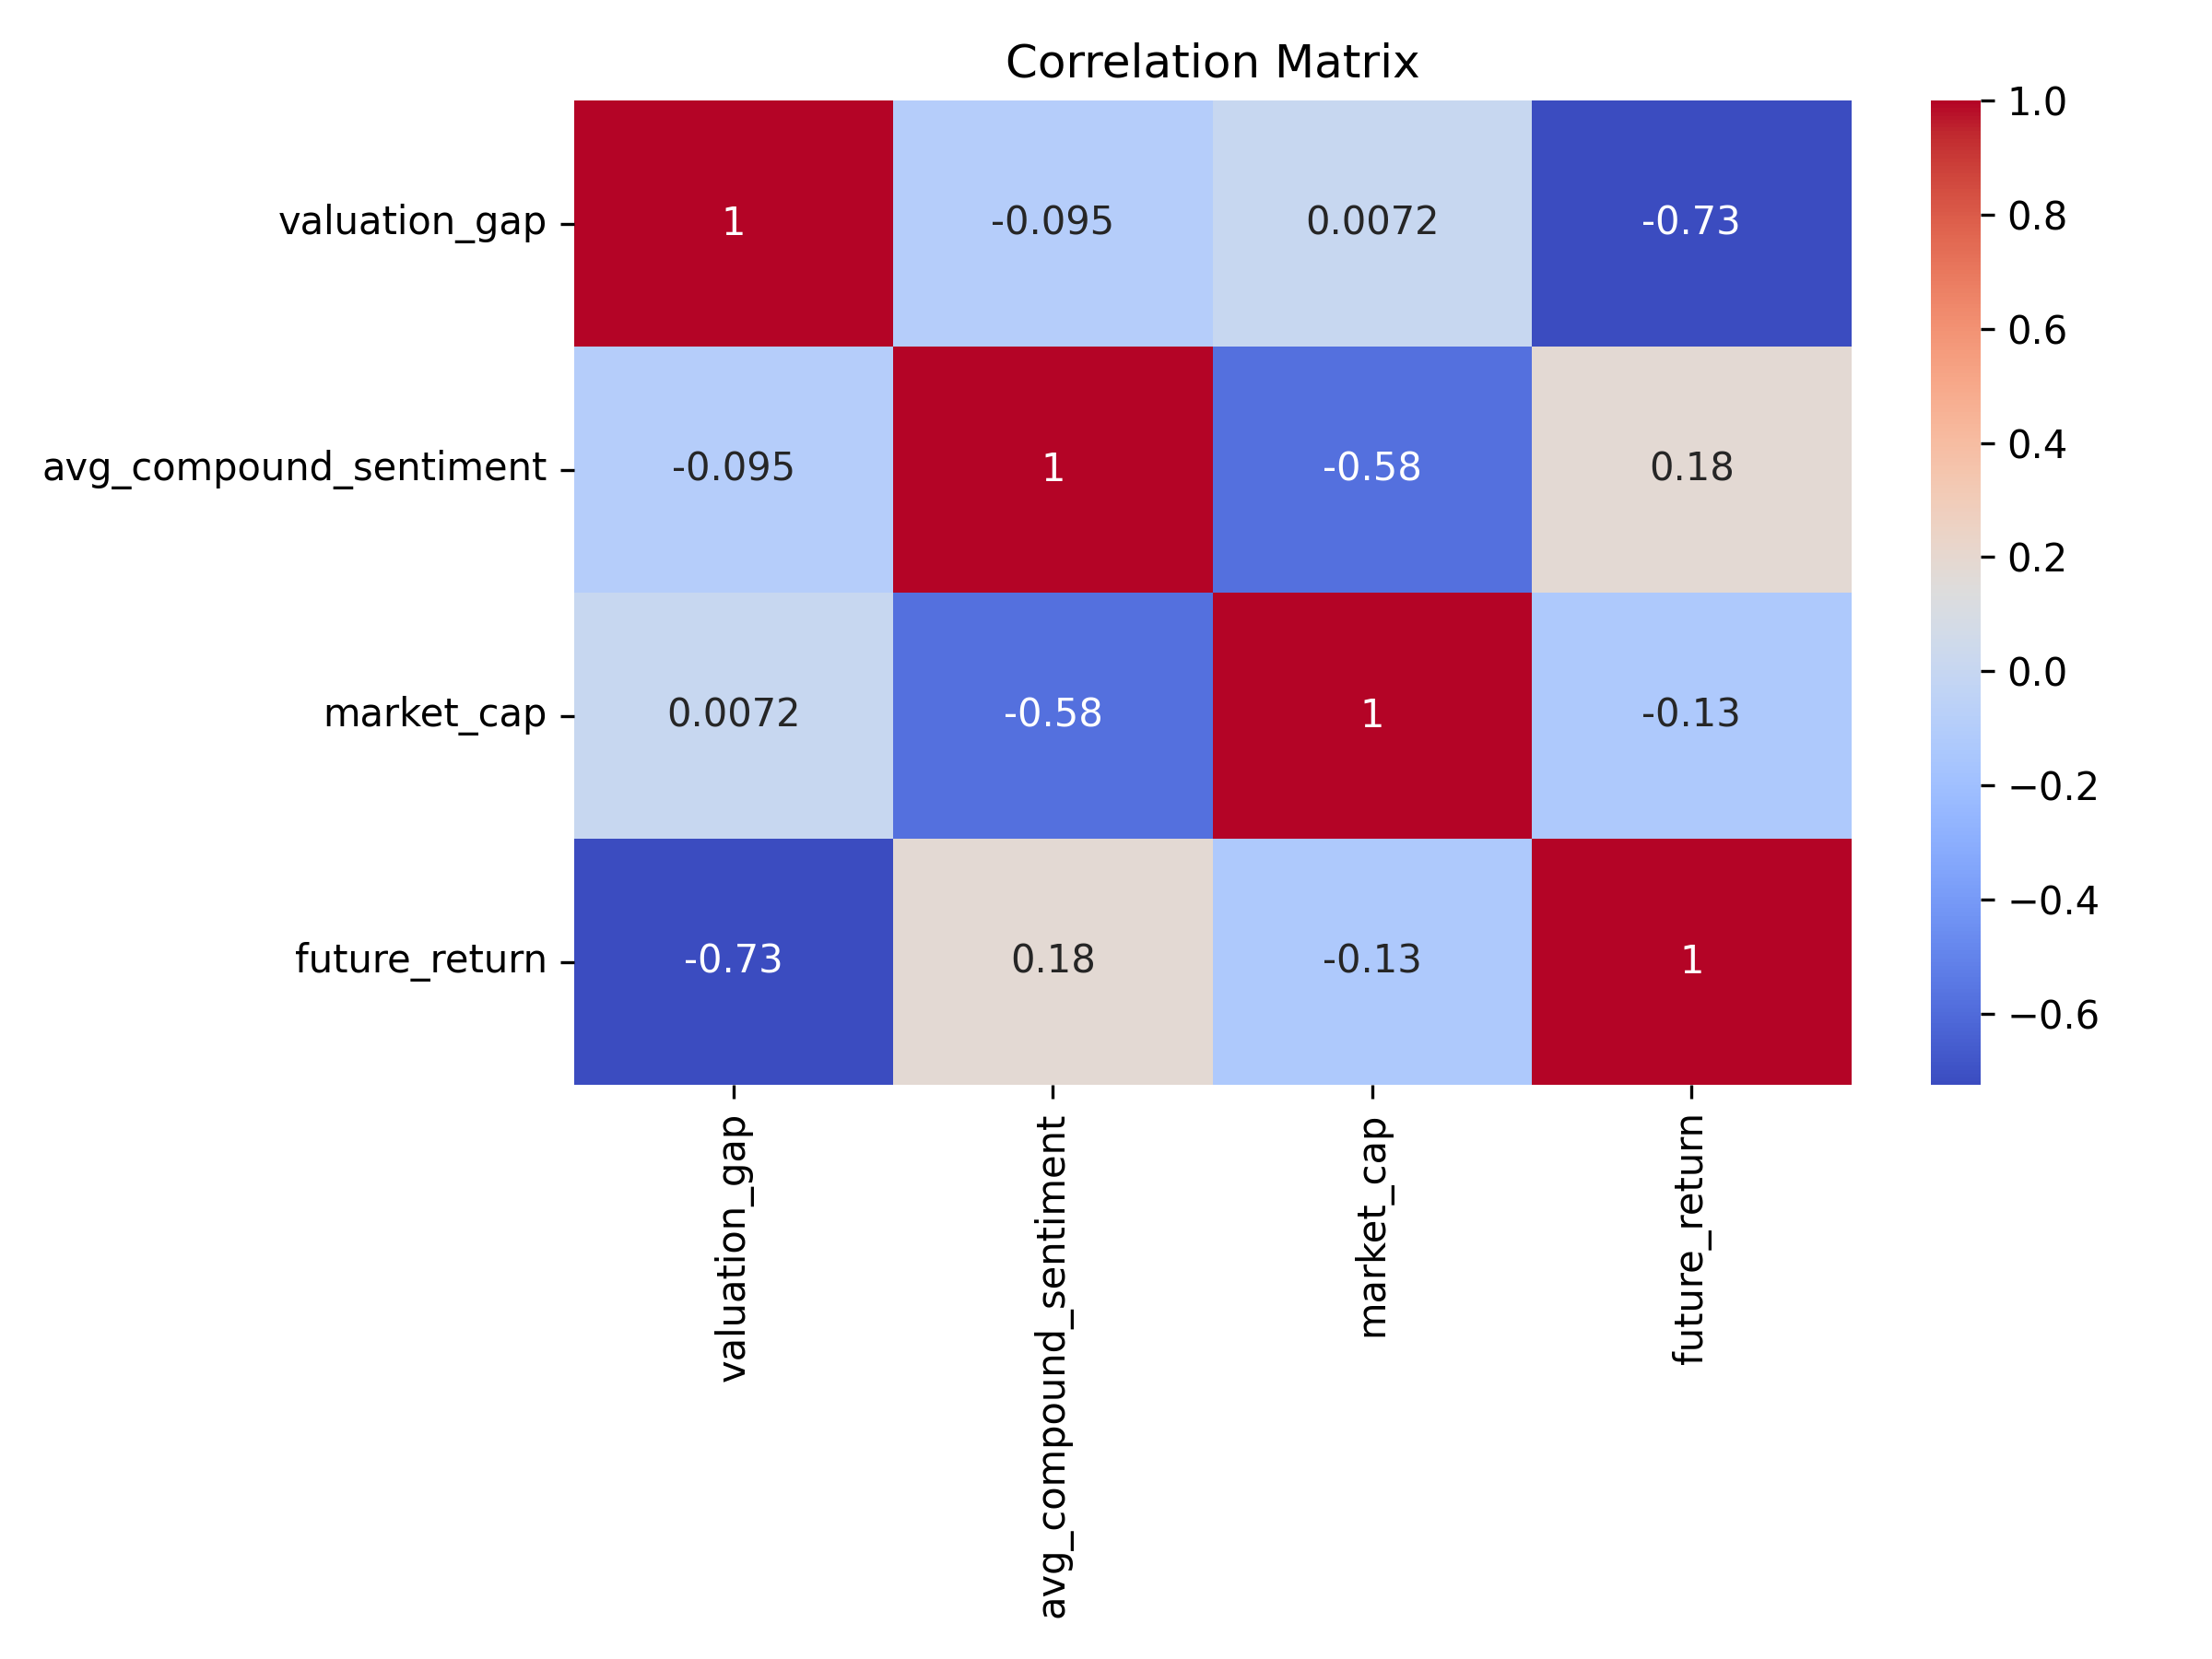 Correlation Matrix
valuation_gap
1
-0.095
0.0072
-0.73
avg_compound_sentiment
-0.095
1
-0.58
0.18
market_cap
0.0072
-0.58
1
-0.13
future_return
-0.73
0.18
-0.13
1
valuation_gap
avg_compound_sentiment
market_cap
future_return
1.0
0.8
0.6
0.4
0.2
0.0
−0.2
−0.4
−0.6